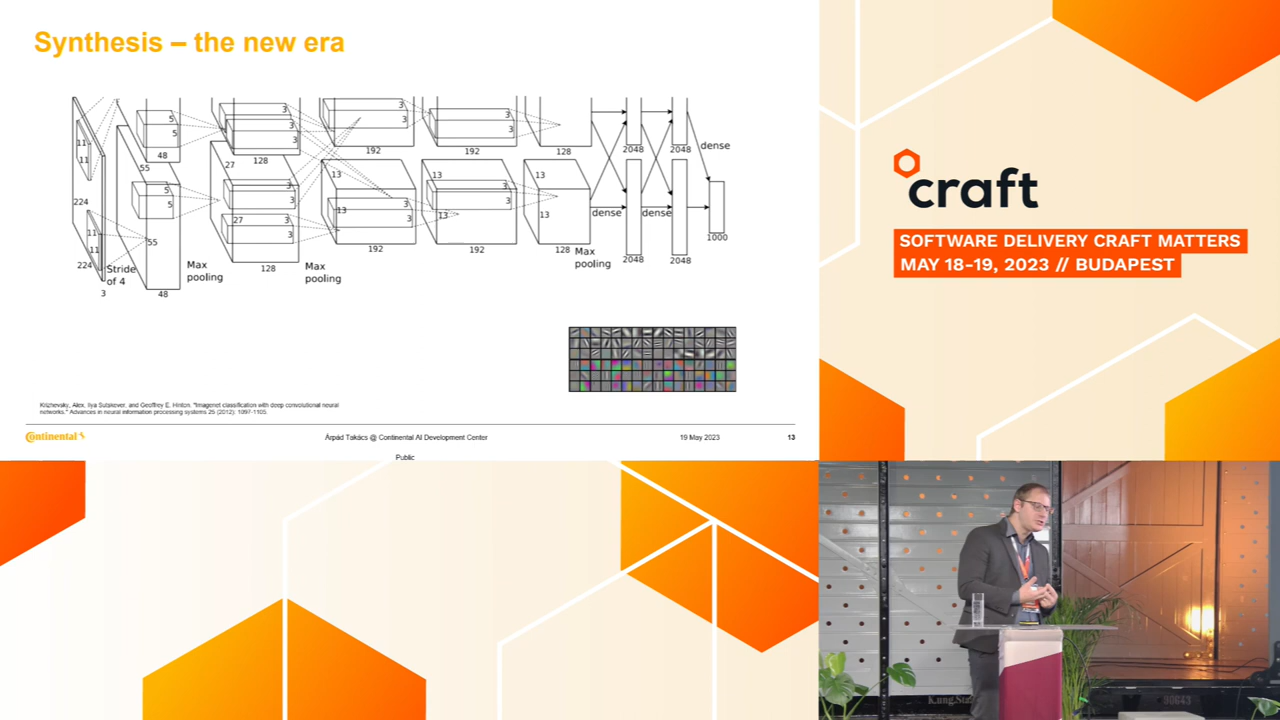 Synthesis – the new era
11
11
5
5
48
55
3
3
3
128
27
3
3
192
3
3
192
128
2048
2048
dense
224
5
5
27
3
3
3
13
13
3
3
13
13
3
13
13
dense
dense
11
11
224
3
Stride
of 4
55
48
Max
pooling
128
Max
pooling
192
192
128
Max
pooling
2048
2048
1000
Krizhevsky, Alex, Ilya Sutskever, and Geoffrey E. Hinton. "Imagenet classification with deep convolutional neural
networks." Advances in neural information processing systems 25 (2012): 1097-1105.
Continental
Árpád Takács @ Continental AI Development Center
19 May 2023
13
Public
craft
SOFTWARE DELIVERY CRAFT MATTERS
MAY 18-19, 2023 // BUDAPEST